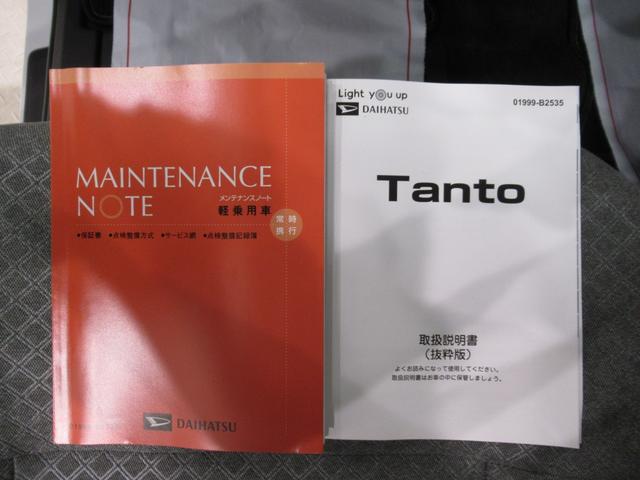 MAINTENANCE
NOTE
メンテナンスノート
軽乗用車
常時
携行
●保証書 ●点検整備方式 ●サービス網 ●点検整備記録簿
DAIHATSU
Light you up
DAIHATSU
01999-B2535
Tanto
取扱説明書
(抜粋版)
よくお読みになって使用してください。
取扱説明書はお車の中に保管しましょう。